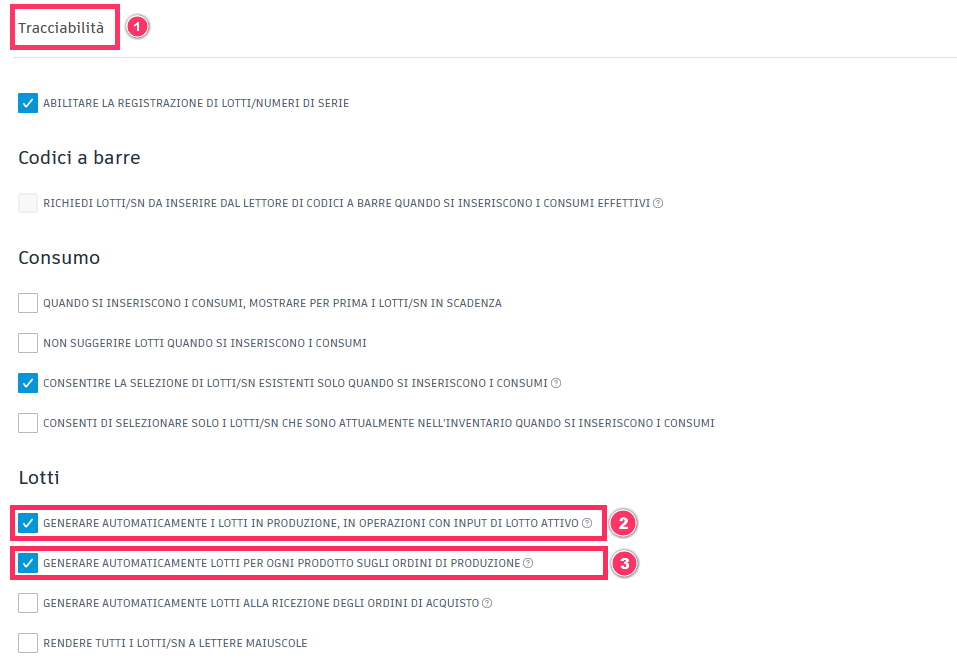 Tracciabilità 1
ABILITARE LA REGISTRAZIONE DI LOTTI/NUMERI DI SERIE
Codici a barre
RICHIEDI LOTTI/SN DA INSERIRE DAL LETTORE DI CODICI A BARRE QUANDO SI INSERISCONO I CONSUMI EFFETTIVI ?
Consumo
QUANDO SI INSERISCONO I CONSUMI, MOSTRARE PER PRIMA I LOTTI/SN IN SCADENZA
NON SUGGERIRE LOTTI QUANDO SI INSERISCONO I CONSUMI
CONSENTIRE LA SELEZIONE DI LOTTI/SN ESISTENTI SOLO QUANDO SI INSERISCONO I CONSUMI ?
CONSENTI DI SELEZIONARE SOLO I LOTTI/SN CHE SONO ATTUALMENTE NELL'INVENTARIO QUANDO SI INSERISCONO I CONSUMI
Lotti
GENERARE AUTOMATICAMENTE I LOTTI IN PRODUZIONE, IN OPERAZIONI CON INPUT DI LOTTO ATTIVO ? 2
GENERARE AUTOMATICAMENTE LOTTI PER OGNI PRODOTTO SUGLI ORDINI DI PRODUZIONE ? 3
GENERARE AUTOMATICAMENTE LOTTI ALLA RICEZIONE DEGLI ORDINI DI ACQUISTO ?
RENDERE TUTTI I LOTTI/SN A LETTERE MAIUSCOLE